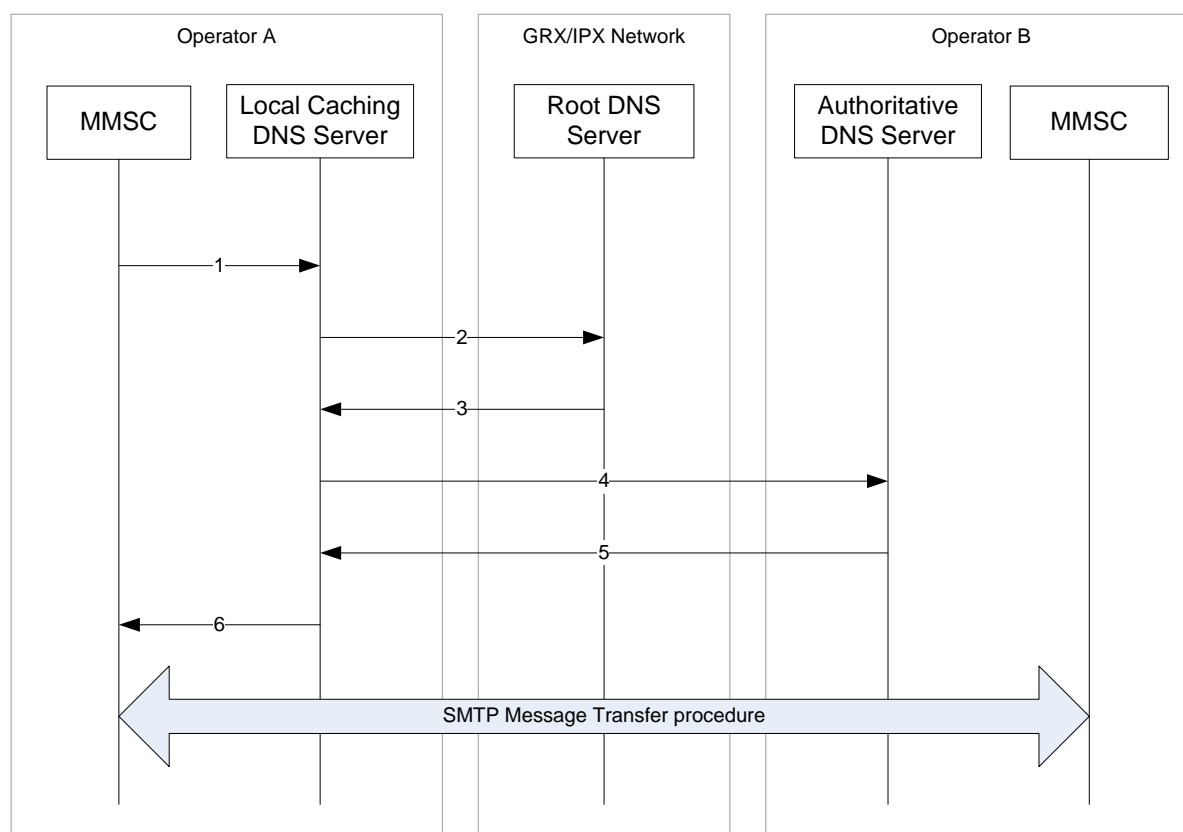 Operator A
GRX/IPX Network
Operator B
MMSC
Local Caching
DNS Server
Root DNS
Server
Authoritative
DNS Server
MMSC
1
2
3
4
5
6
SMTP Message Transfer procedure